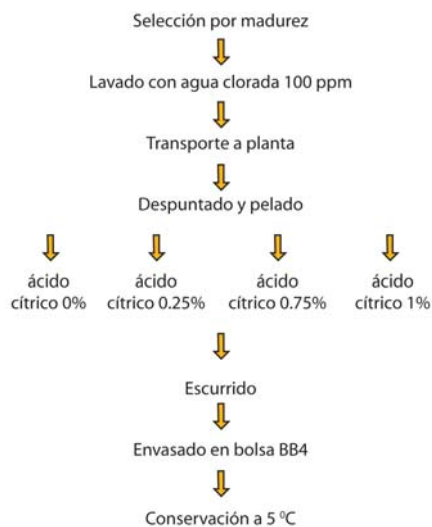 Selección por madurez
Lavado con agua clorada 100 ppm
Transporte a planta
Despuntado y pelado
ácido
cítrico 0%
ácido
cítrico 0.25%
ácido
cítrico 0.75%
ácido
cítrico 1%
Escurrido
Envasado en bolsa BB4
Conservación a 5 ⁰C